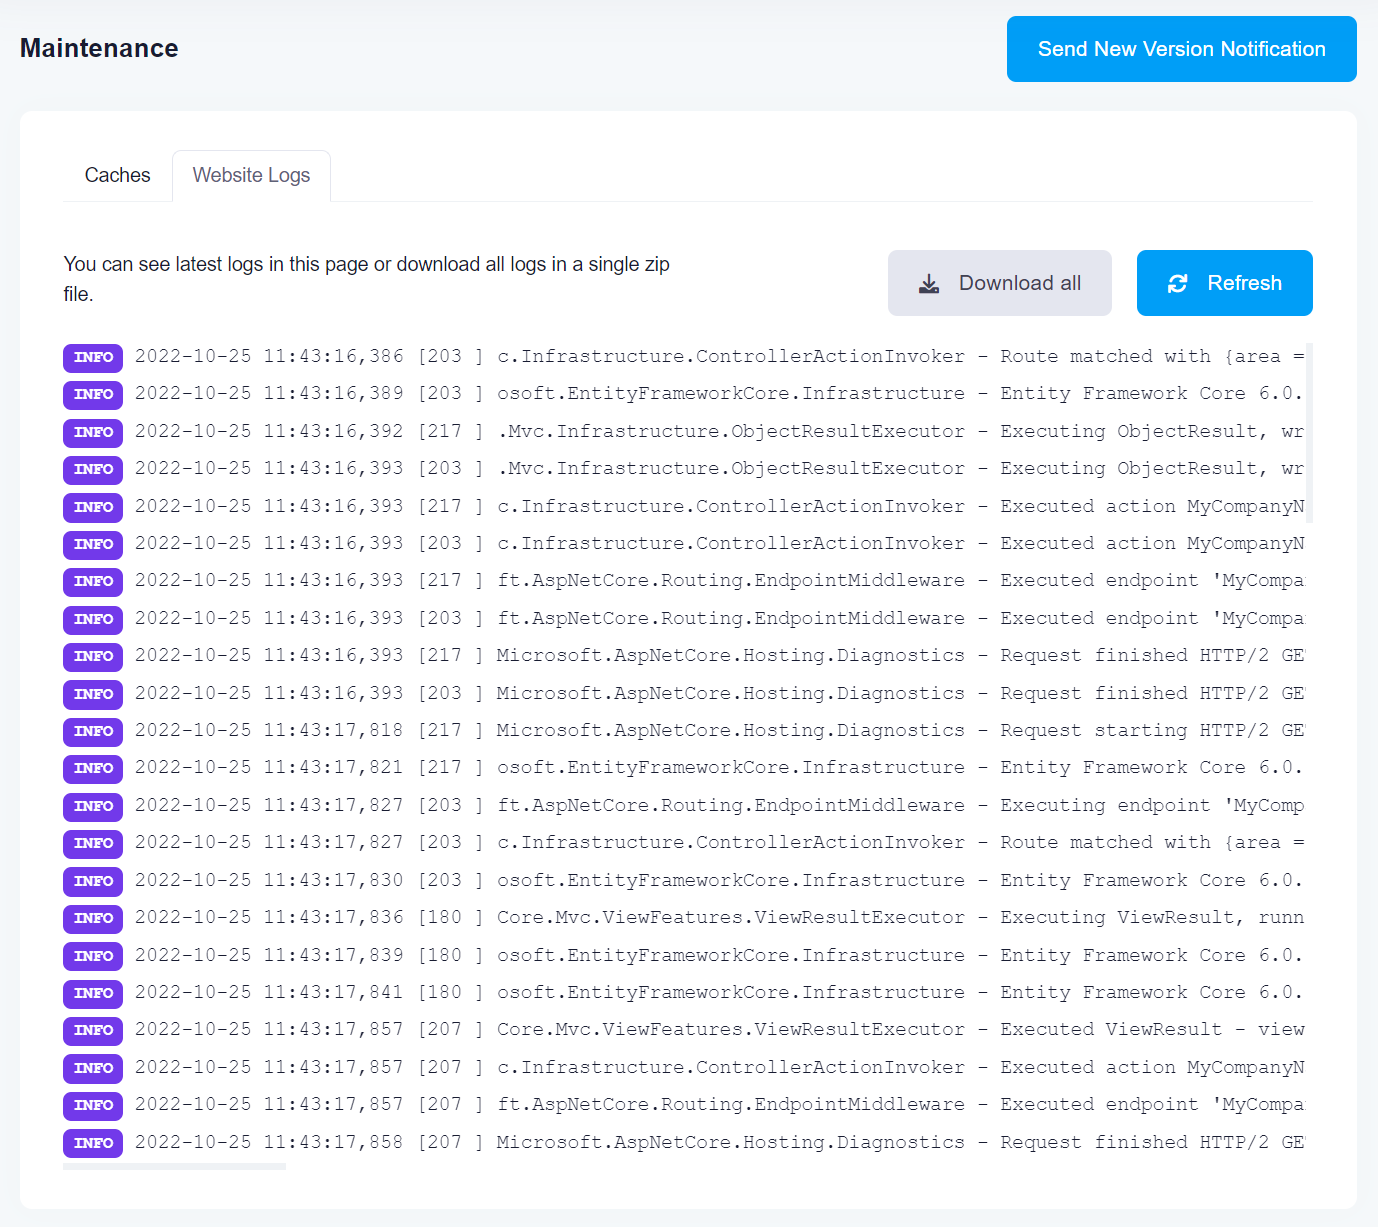 Maintenance
Send New Version Notification
Caches
Website Logs
You can see latest logs in this page or download all logs in a single zip
file.
Download all
Refresh
INFO 2022-10-25 11:43:16,386 [203 ] c.Infrastructure.ControllerActionInvoker - Route matched with {area =
INFO 2022-10-25 11:43:16,389 [203 ] osoft.EntityFrameworkCore.Infrastructure - Entity Framework Core 6.0.
INFO 2022-10-25 11:43:16,392 [217 ] .Mvc.Infrastructure.ObjectResultExecutor - Executing ObjectResult, wr
INFO 2022-10-25 11:43:16,393 [203 ] .Mvc.Infrastructure.ObjectResultExecutor - Executing ObjectResult, wr
INFO 2022-10-25 11:43:16,393 [217 ] c.Infrastructure.ControllerActionInvoker - Executed action MyCompanyN
INFO 2022-10-25 11:43:16,393 [203 ] c.Infrastructure.ControllerActionInvoker - Executed action MyCompanyN
INFO 2022-10-25 11:43:16,393 [217 ] ft.AspNetCore.Routing.EndpointMiddleware - Executed endpoint 'MyCompa
INFO 2022-10-25 11:43:16,393 [203 ] ft.AspNetCore.Routing.EndpointMiddleware - Executed endpoint 'MyCompa
INFO 2022-10-25 11:43:16,393 [217 ] Microsoft.AspNetCore.Hosting.Diagnostics - Request finished HTTP/2 GET
INFO 2022-10-25 11:43:16,393 [203 ] Microsoft.AspNetCore.Hosting.Diagnostics - Request finished HTTP/2 GET
INFO 2022-10-25 11:43:17,818 [217 ] Microsoft.AspNetCore.Hosting.Diagnostics - Request starting HTTP/2 GET
INFO 2022-10-25 11:43:17,821 [217 ] osoft.EntityFrameworkCore.Infrastructure - Entity Framework Core 6.0.
INFO 2022-10-25 11:43:17,827 [203 ] ft.AspNetCore.Routing.EndpointMiddleware - Executing endpoint 'MyComp
INFO 2022-10-25 11:43:17,827 [203 ] c.Infrastructure.ControllerActionInvoker - Route matched with {area =
INFO 2022-10-25 11:43:17,830 [203 ] osoft.EntityFrameworkCore.Infrastructure - Entity Framework Core 6.0.
INFO 2022-10-25 11:43:17,836 [180 ] Core.Mvc.ViewFeatures.ViewResultExecutor - Executing ViewResult, runn
INFO 2022-10-25 11:43:17,839 [180 ] osoft.EntityFrameworkCore.Infrastructure - Entity Framework Core 6.0.
INFO 2022-10-25 11:43:17,841 [180 ] osoft.EntityFrameworkCore.Infrastructure - Entity Framework Core 6.0.
INFO 2022-10-25 11:43:17,857 [207 ] Core.Mvc.ViewFeatures.ViewResultExecutor - Executed ViewResult - view
INFO 2022-10-25 11:43:17,857 [207 ] c.Infrastructure.ControllerActionInvoker - Executed action MyCompanyN
INFO 2022-10-25 11:43:17,857 [207 ] ft.AspNetCore.Routing.EndpointMiddleware - Executed endpoint 'MyCompa
INFO 2022-10-25 11:43:17,858 [207 ] Microsoft.AspNetCore.Hosting.Diagnostics - Request finished HTTP/2 GET